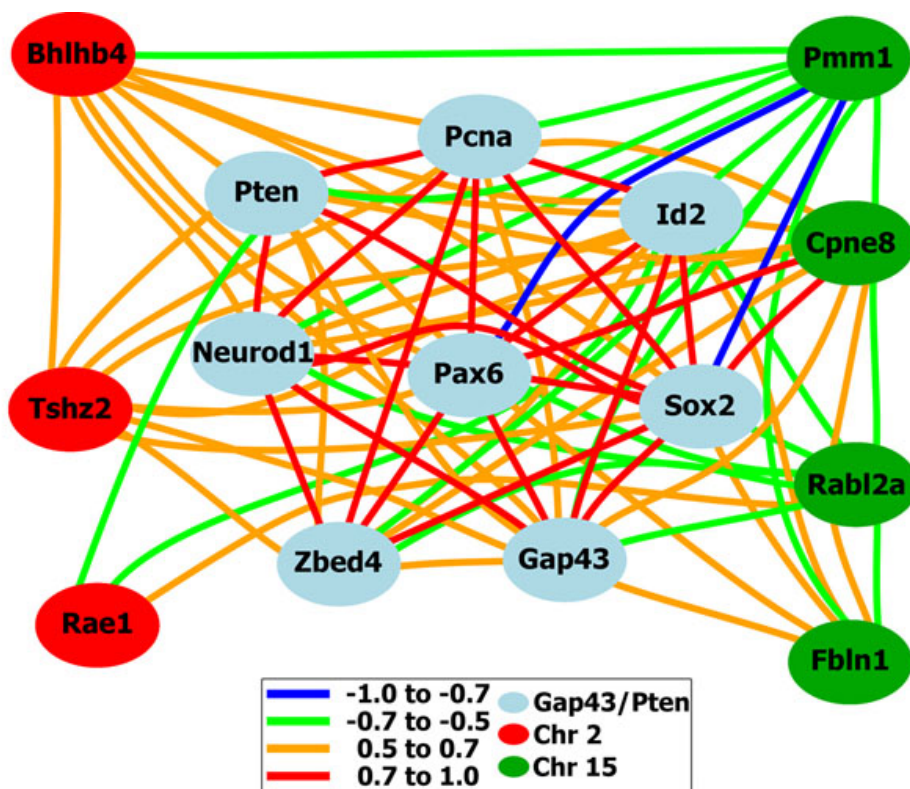 Bhlhb4
Pmm1
Pcna
Pten
Id2
Cpne8
Neurod1
Pax6
Tshz2
Sox2
Rabl2a
Zbed4
Gap43
Rae1
Fbln1
-1.0 to -0.7
-0.7 to -0.5
0.5 to 0.7
0.7 to 1.0
Gap43/Pten
Chr 2
Chr 15